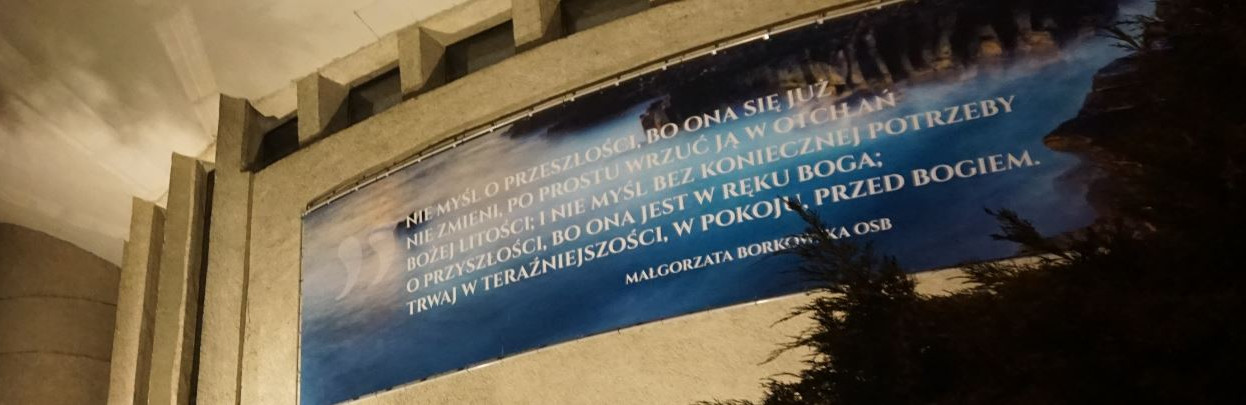 NIE MYŚL O PRZESZŁOŚCI, BO ONA SIĘ JUŻ
NIE ZMIENI, PO PROSTU WRZUĆ JĄ W OTCHŁAŃ
BOŻEJ LITOŚCI; I NIE MYŚL BEZ KONIECZNEJ POTRZEBY
O PRZYSZŁOŚCI, BO ONA JEST W RĘKU BOGA;
TRWAJ W TERAŹNIEJSZOŚCI, W POKOJU, PRZED BOGIEM.
MAŁGORZATA BORKOWSKA OSB